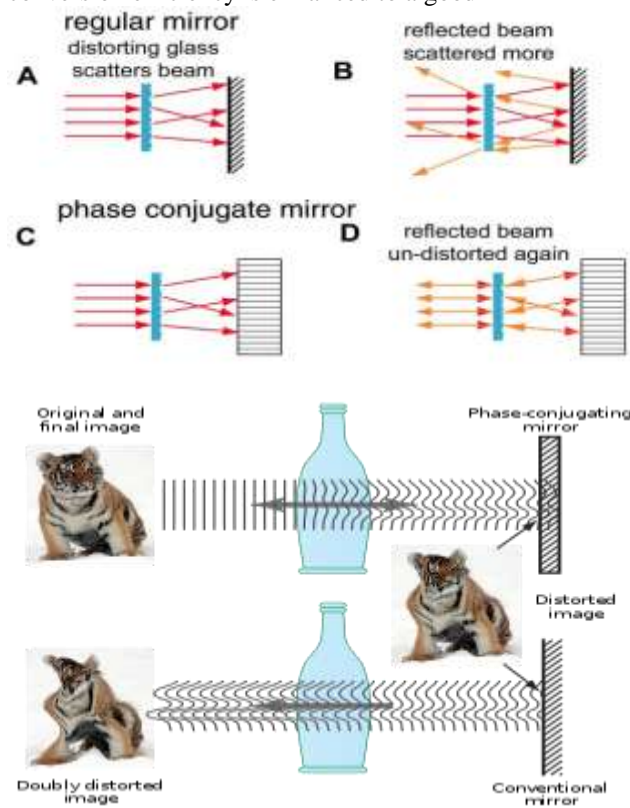 regular mirror
distorting glass
scatters beam
A
reflected beam
scattered more
B
phase conjugate mirror
C
D
reflected beam
un-distorted again
Original and
final image
Phase-conjugating
mirror
Distorted
image
Doubly distorted
image
Conventional
mirror